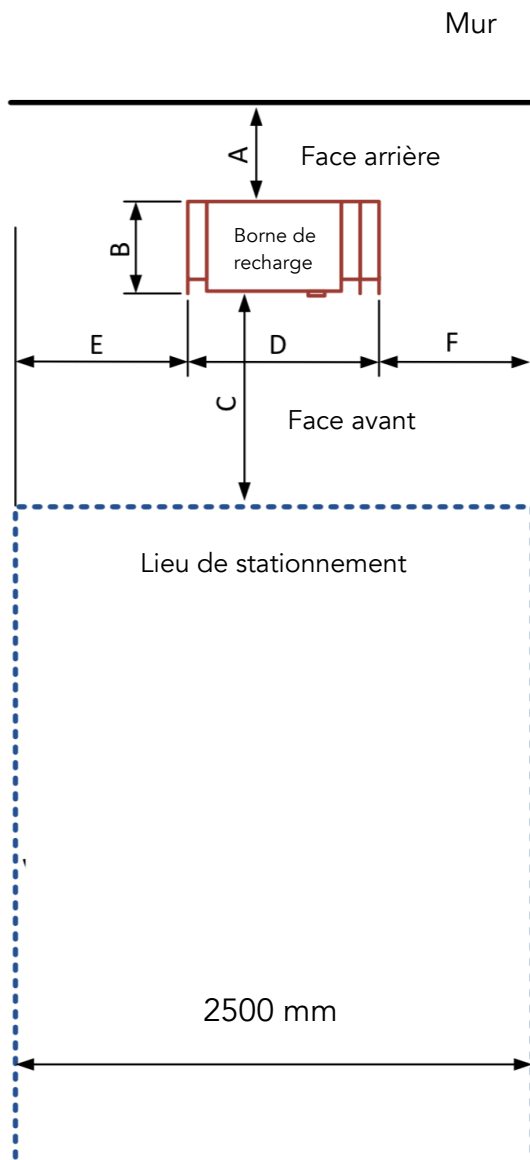 Mur
A
Face arrière
B
Borne de
recharge
E
D
F
C
Face avant
Lieu de stationnement
2500 mm